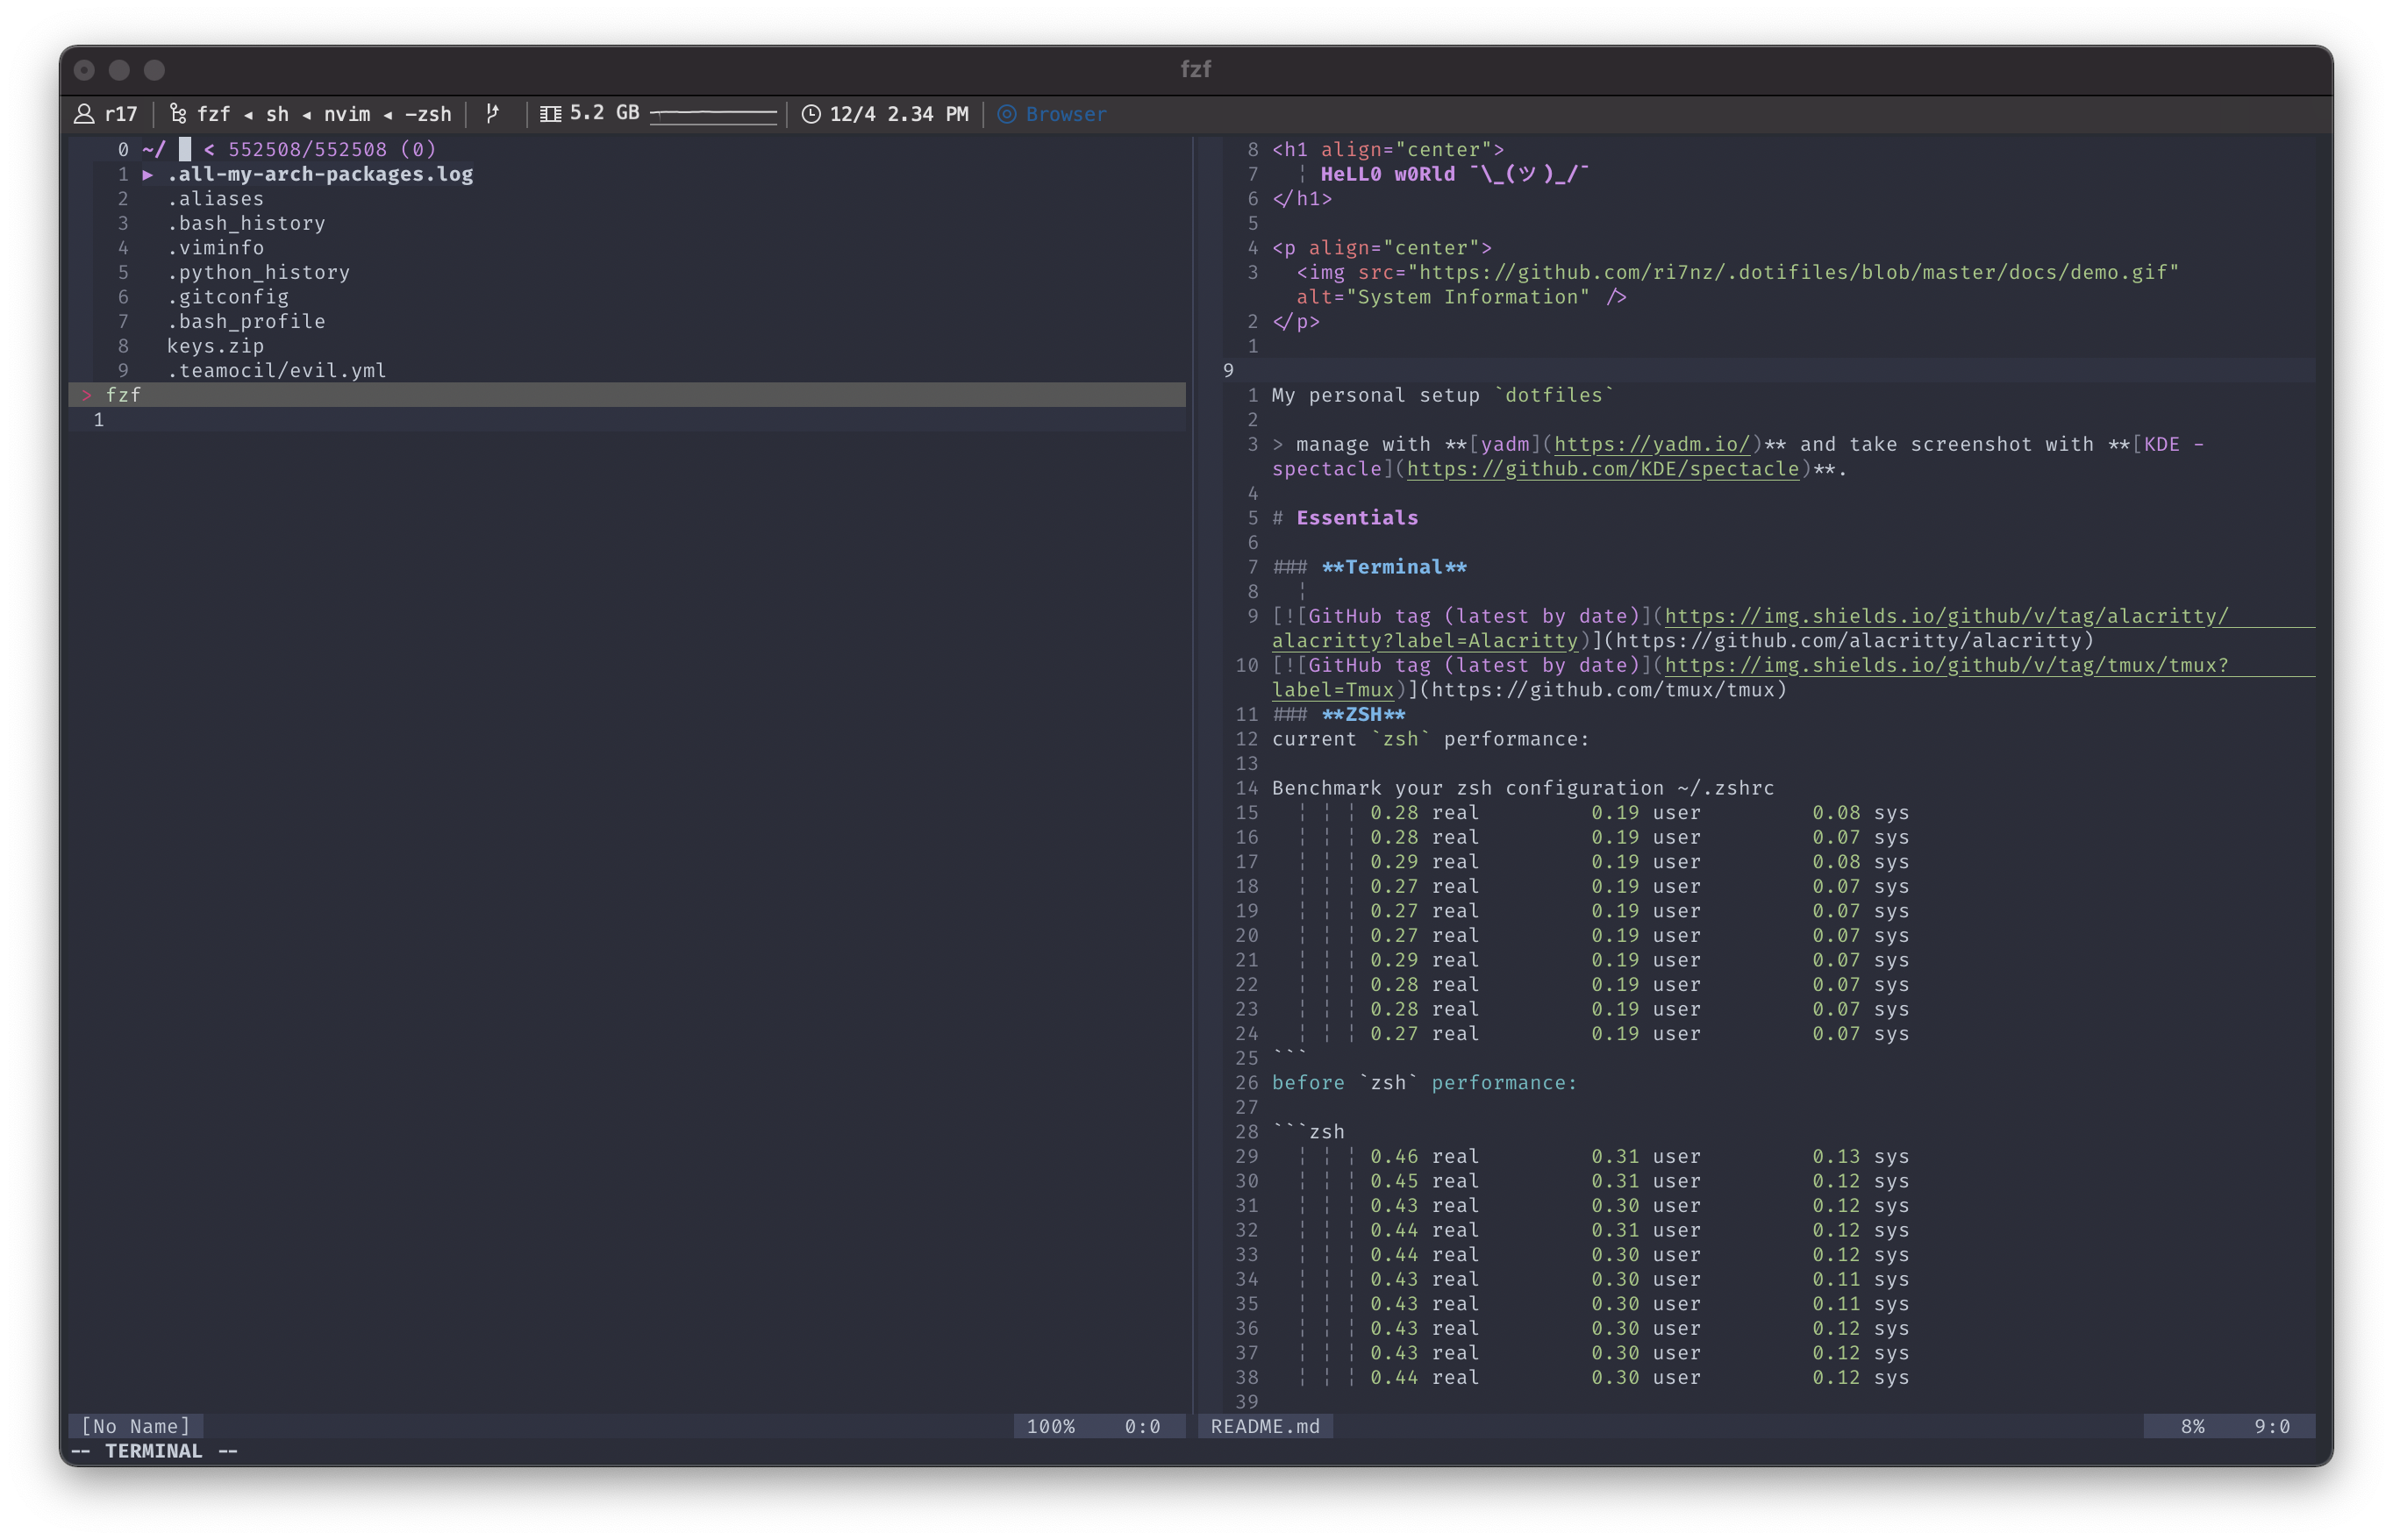 fzf
r17 fzf ◂ sh ◂ nvim ◂ -zsh 5.2 GB 12/4 2.34 PM Browser
0 ~/ < 552508/552508 (0)
1 ▶ .all-my-arch-packages.log
2 .aliases
3 .bash_history
4 .viminfo
5 .python_history
6 .gitconfig
7 .bash_profile
8 keys.zip
9 .teamocil/evil.yml
> fzf
1
[No Name] 100% 0:0
-- TERMINAL --
8 <h1 align="center">
7 ¦ HeLL0 w0Rld ¯\_(ツ)_/¯
6 </h1>
5
4 <p align="center">
3 <img src="https://github.com/ri7nz/.dotifiles/blob/master/docs/demo.gif"
alt="System Information" />
2 </p>
1
9
1 My personal setup `dotfiles`
2
3 > manage with **[yadm](https://yadm.io/)** and take screenshot with **[KDE -
spectacle](https://github.com/KDE/spectacle)**.
4
5 # Essentials
6
7 ### **Terminal**
8 ¦
9 [![GitHub tag (latest by date)](https://img.shields.io/github/v/tag/alacritty/
alacritty?label=Alacritty)](https://github.com/alacritty/alacritty)
10 [![GitHub tag (latest by date)](https://img.shields.io/github/v/tag/tmux/tmux?
label=Tmux)](https://github.com/tmux/tmux)
11 ### **ZSH**
12 current `zsh` performance:
13
14 Benchmark your zsh configuration ~/.zshrc
15 ¦ ¦ ¦ 0.28 real 0.19 user 0.08 sys
16 ¦ ¦ ¦ 0.28 real 0.19 user 0.07 sys
17 ¦ ¦ ¦ 0.29 real 0.19 user 0.08 sys
18 ¦ ¦ ¦ 0.27 real 0.19 user 0.07 sys
19 ¦ ¦ ¦ 0.27 real 0.19 user 0.07 sys
20 ¦ ¦ ¦ 0.27 real 0.19 user 0.07 sys
21 ¦ ¦ ¦ 0.29 real 0.19 user 0.07 sys
22 ¦ ¦ ¦ 0.28 real 0.19 user 0.07 sys
23 ¦ ¦ ¦ 0.28 real 0.19 user 0.07 sys
24 ¦ ¦ ¦ 0.27 real 0.19 user 0.07 sys
25 ```
26 before `zsh` performance:
27
28 ```zsh
29 ¦ ¦ ¦ 0.46 real 0.31 user 0.13 sys
30 ¦ ¦ ¦ 0.45 real 0.31 user 0.12 sys
31 ¦ ¦ ¦ 0.43 real 0.30 user 0.12 sys
32 ¦ ¦ ¦ 0.44 real 0.31 user 0.12 sys
33 ¦ ¦ ¦ 0.44 real 0.30 user 0.12 sys
34 ¦ ¦ ¦ 0.43 real 0.30 user 0.11 sys
35 ¦ ¦ ¦ 0.43 real 0.30 user 0.11 sys
36 ¦ ¦ ¦ 0.43 real 0.30 user 0.12 sys
37 ¦ ¦ ¦ 0.43 real 0.30 user 0.12 sys
38 ¦ ¦ ¦ 0.44 real 0.30 user 0.12 sys
39
README.md 8% 9:0